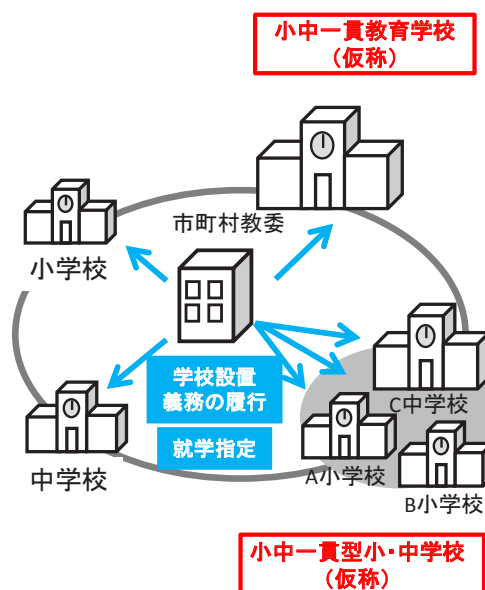 小中一貫教育学校
（仮称）
市町村教委
小学校
学校設置
義務の履行
就学指定
C中学校
中学校
A小学校
B小学校
小中一貫型小・中学校
（仮称）